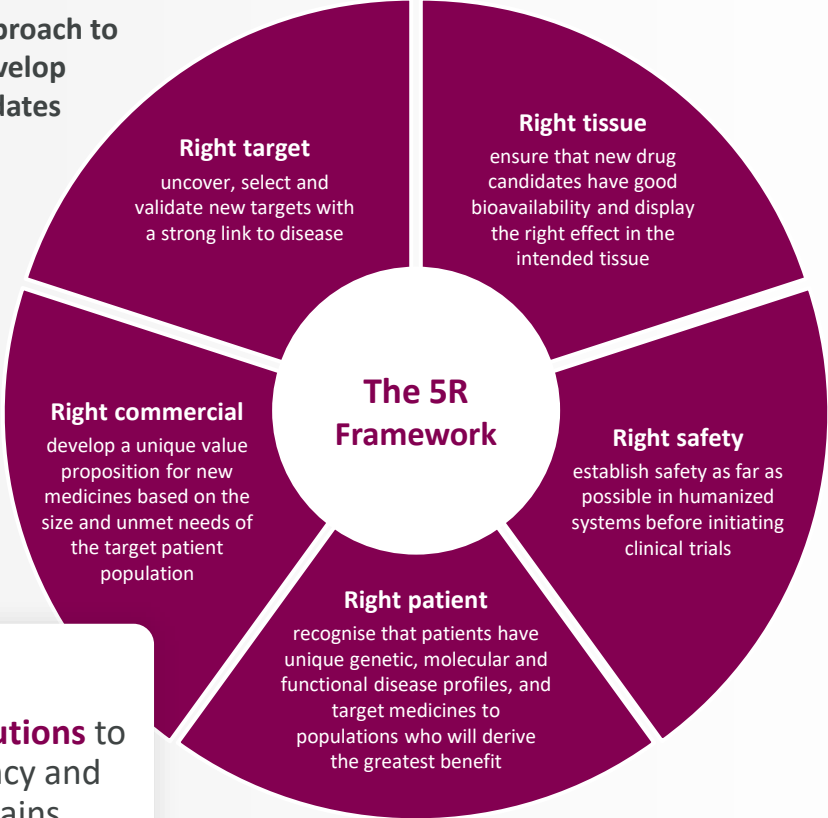 to
Right target
uncover, select and
validate new targets with
a strong link to disease
Right tissue
ensure that new drug
candidates have good
bioavailability and display
the right effect in the
intended tissue
The 5R
Framework
Right commercial
develop a unique value
proposition for new
medicines based on the
size and unmet needs of
the target patient
population
Right safety
establish safety as far as
possible in humanized
systems before initiating
clinical trials
Right patient
recognise that patients have
unique genetic, molecular and
functional disease profiles, and
target medicines to
populations who will derive
the greatest benefit
to
and